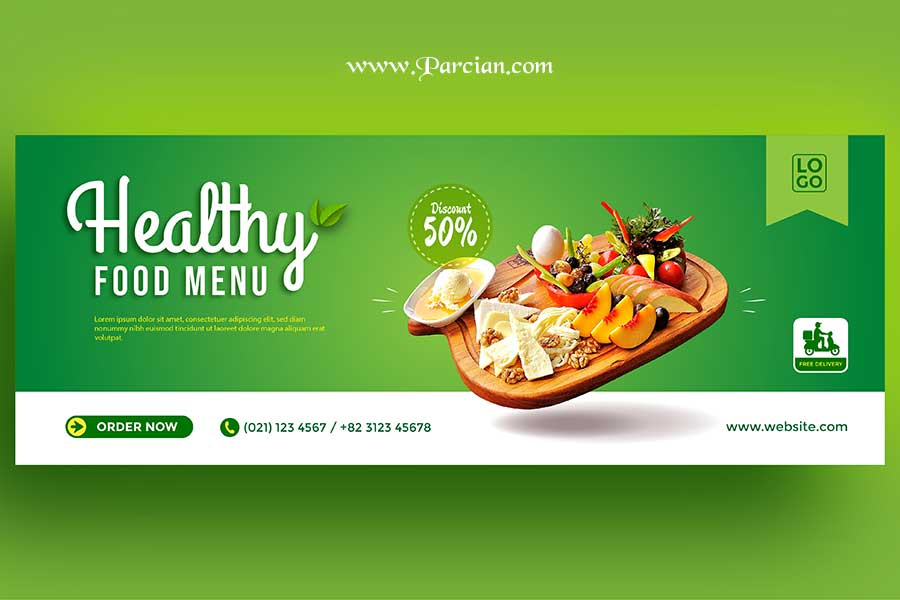 www.Parcian.com
Healthy
FOOD MENU
Lorem ipsum dolor sit amet, consectetuer adipiscing elit, sed diam
nibh euismod tincidunt ut laoreet dolore magna aliquam erat
volutpat.
Discount
50%
LO
GO
FREE DELIVERY
ORDER NOW
(021) 123 4567 / +82 3123 45678
www.website.com